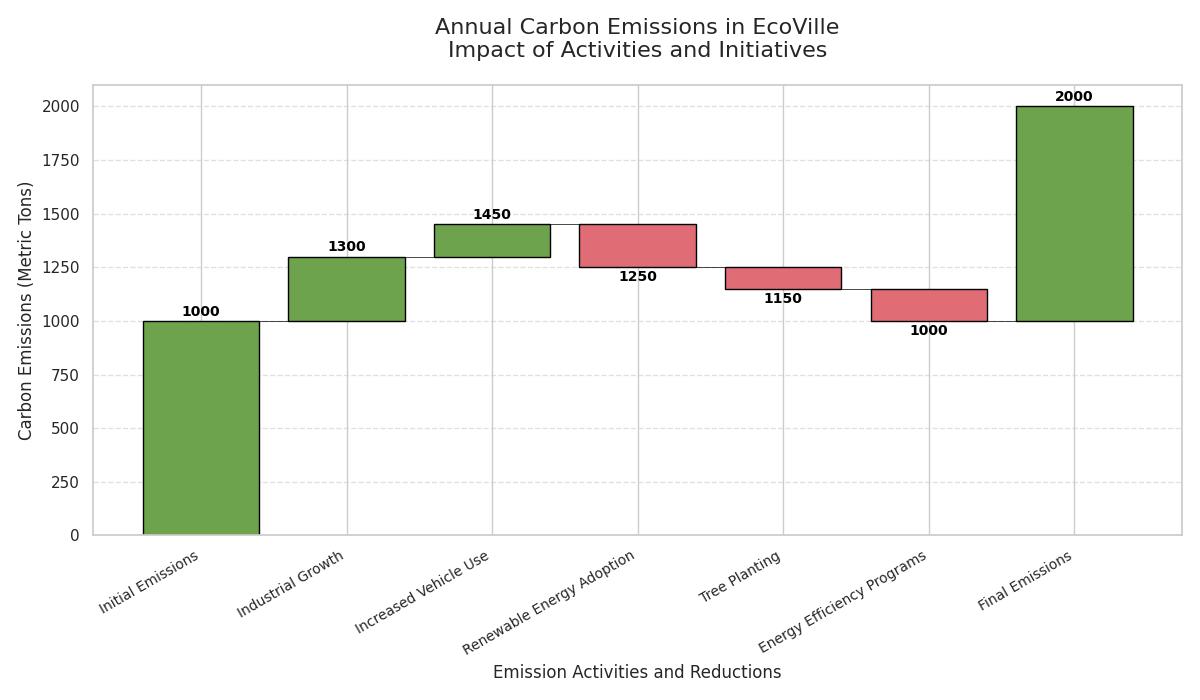 Annual Carbon Emissions in EcoVille
Impact of Activities and Initiatives
Carbon Emissions (Metric Tons)
2000
1750
1500
1250
1000
750
500
250
0
1000
1300
1450
1250
1150
1000
2000
Initial Emissions
Industrial Growth
Increased Vehicle Use
Renewable Energy Adoption
Tree Planting
Energy Efficiency Programs
Final Emissions
Emission Activities and Reductions